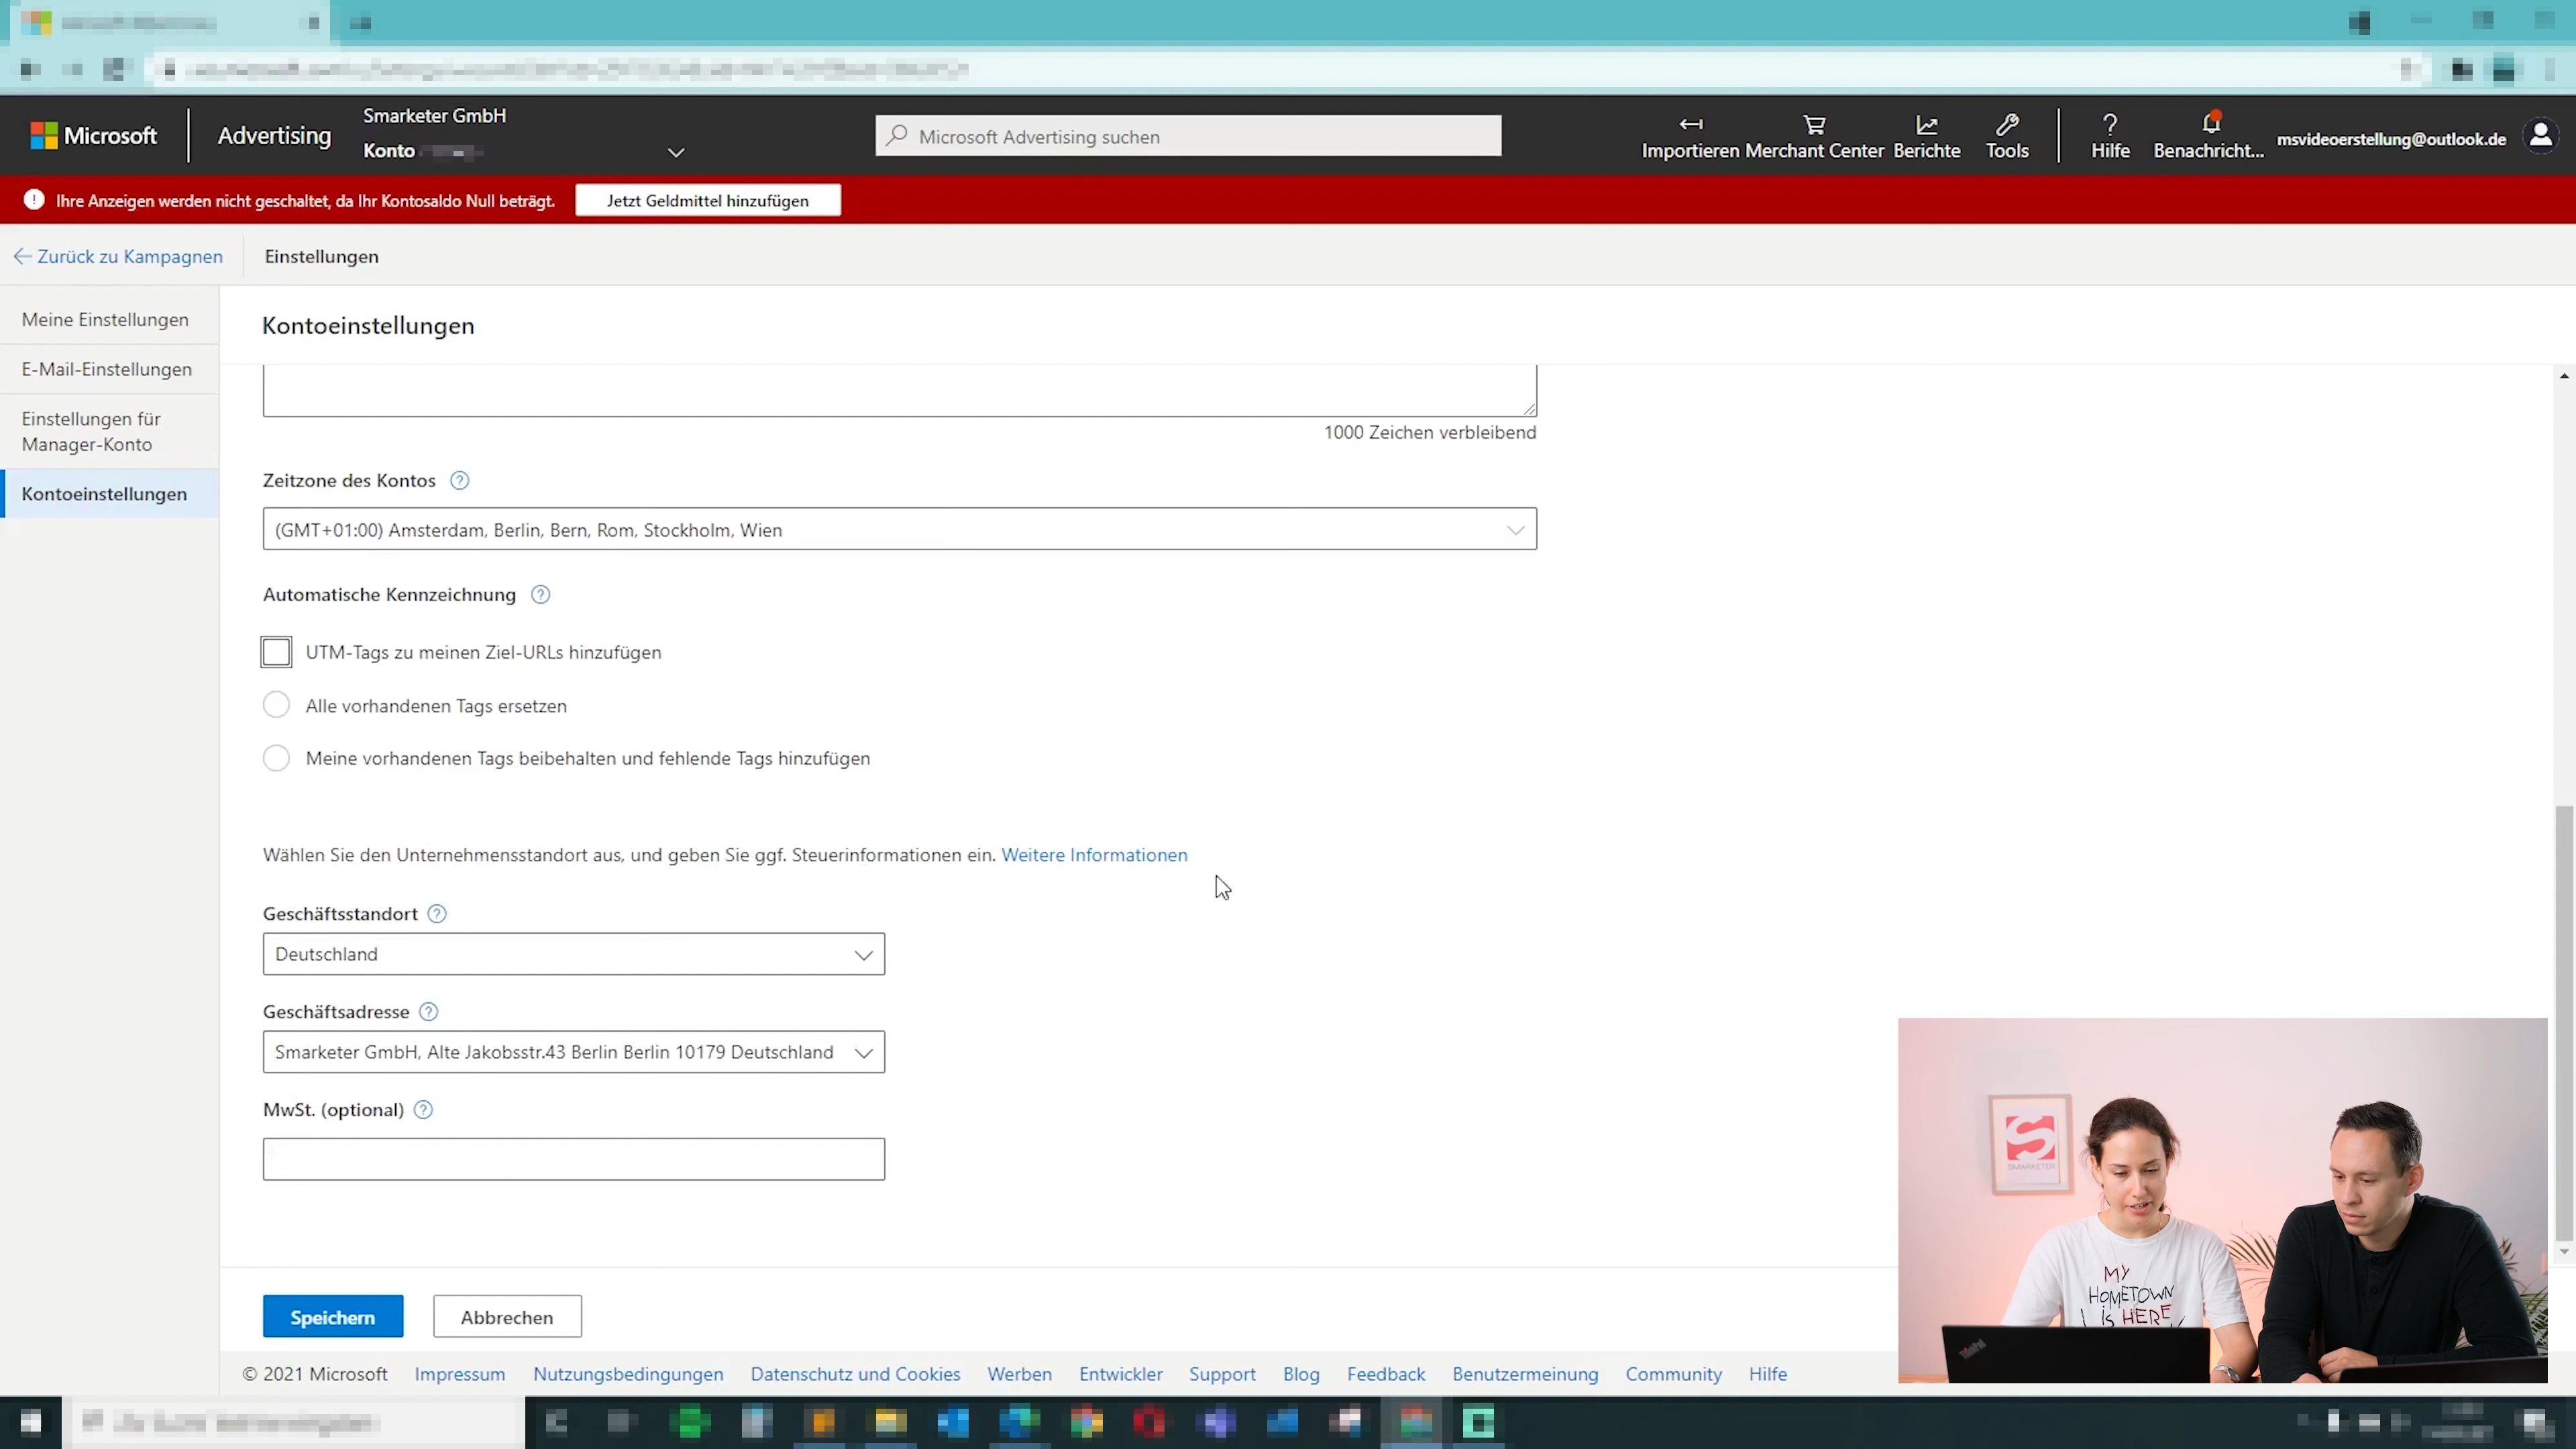 Smarketer GmbH
Microsoft
Advertising
Konto
Microsoft Advertising suchen
Importieren
Merchant Center
Berichte
Tools
Hilfe
Benachricht...
msvideoerstellung@outlook.de
Ihre Anzeigen werden nicht geschaltet, da Ihr Kontosaldo Null beträgt.
Jetzt Geldmittel hinzufügen
Zurück zu Kampagnen
Einstellungen
Meine Einstellungen
E-Mail-Einstellungen
Einstellungen für
Manager-Konto
Kontoeinstellungen
Kontoeinstellungen
1000 Zeichen verbleibend
Zeitzone des Kontos
(GMT+01:00) Amsterdam, Berlin, Bern, Rom, Stockholm, Wien
Automatische Kennzeichnung
UTM-Tags zu meinen Ziel-URLs hinzufügen
Alle vorhandenen Tags ersetzen
Meine vorhandenen Tags beibehalten und fehlende Tags hinzufügen
Wählen Sie den Unternehmensstandort aus, und geben Sie ggf. Steuerinformationen ein. Weitere Informationen
Geschäftsstandort
Deutschland
Geschäftsadresse
Smarketer GmbH, Alte Jakobsstr.43 Berlin Berlin 10179 Deutschland
MwSt. (optional)
Speichern
Abbrechen
SMARKETER
MY
HOMETOWN
IS HERE
© 2021 Microsoft
Impressum
Nutzungsbedingungen
Datenschutz und Cookies
Werben
Entwickler
Support
Blog
Feedback
Benutzermeinung
Community
Hilfe